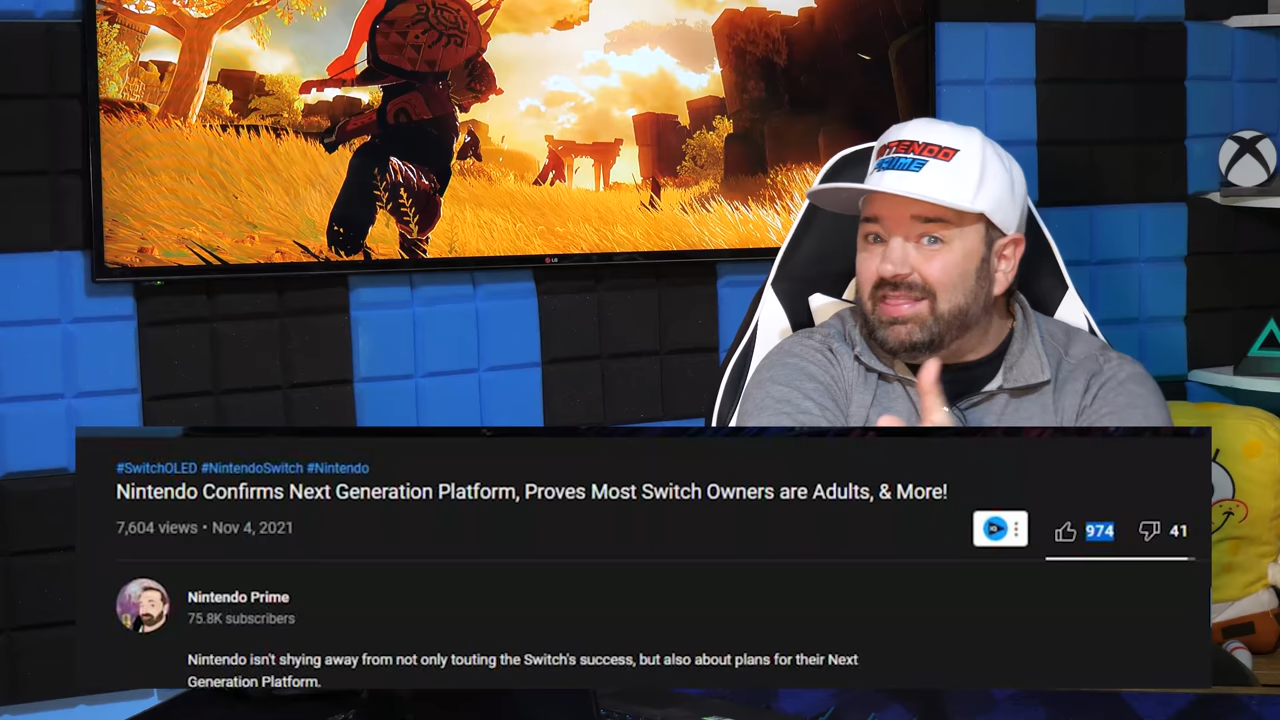 LG
NINTENDO
PRIME
#SwitchOLED #NintendoSwitch #Nintendo
Nintendo Confirms Next Generation Platform, Proves Most Switch Owners are Adults, & More!
7,604 views • Nov 4, 2021
974
41
Nintendo Prime
75.8K subscribers
Nintendo isn't shying away from not only touting the Switch's success, but also about plans for their Next
Generation Platform.